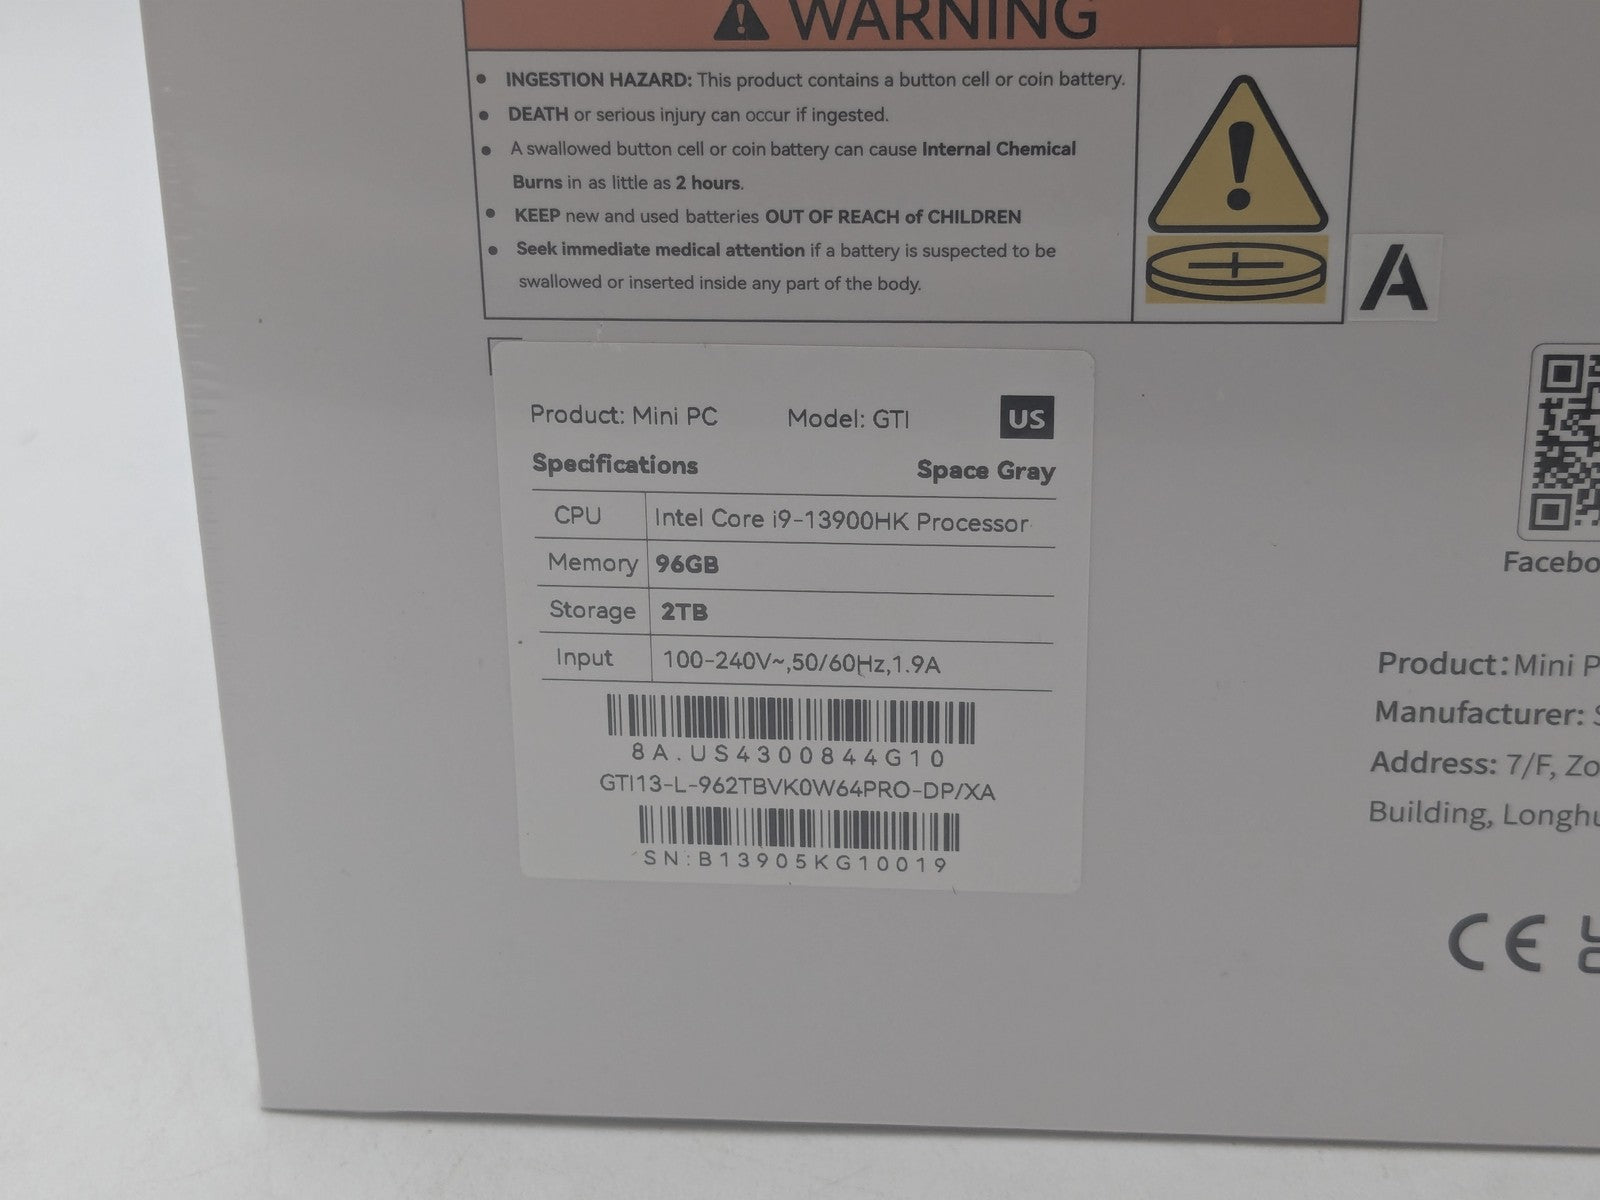 WARNING
• INGESTION HAZARD: This product contains a button cell or coin battery.
• DEATH or serious injury can occur if ingested.
• A swallowed button cell or coin battery can cause Internal Chemical
Burns in as little as 2 hours.
• KEEP new and used batteries OUT OF REACH of CHILDREN
• Seek immediate medical attention if a battery is suspected to be
swallowed or inserted inside any part of the body.
A
Product: Mini PC Model: GTI US
Specifications Space Gray
CPU Intel Core i9-13900HK Processor
Memory 96GB
Storage 2TB
Input 100-240V~,50/60Hz,1.9A
8A.US4300844G10
GTI13-L-962TBVK0W64PRO-DP/XA
SN:B13905KG10019
Facebo
Product: Mini P
Manufacturer:
Address: 7/F, Zo
Building, Longhu
CE